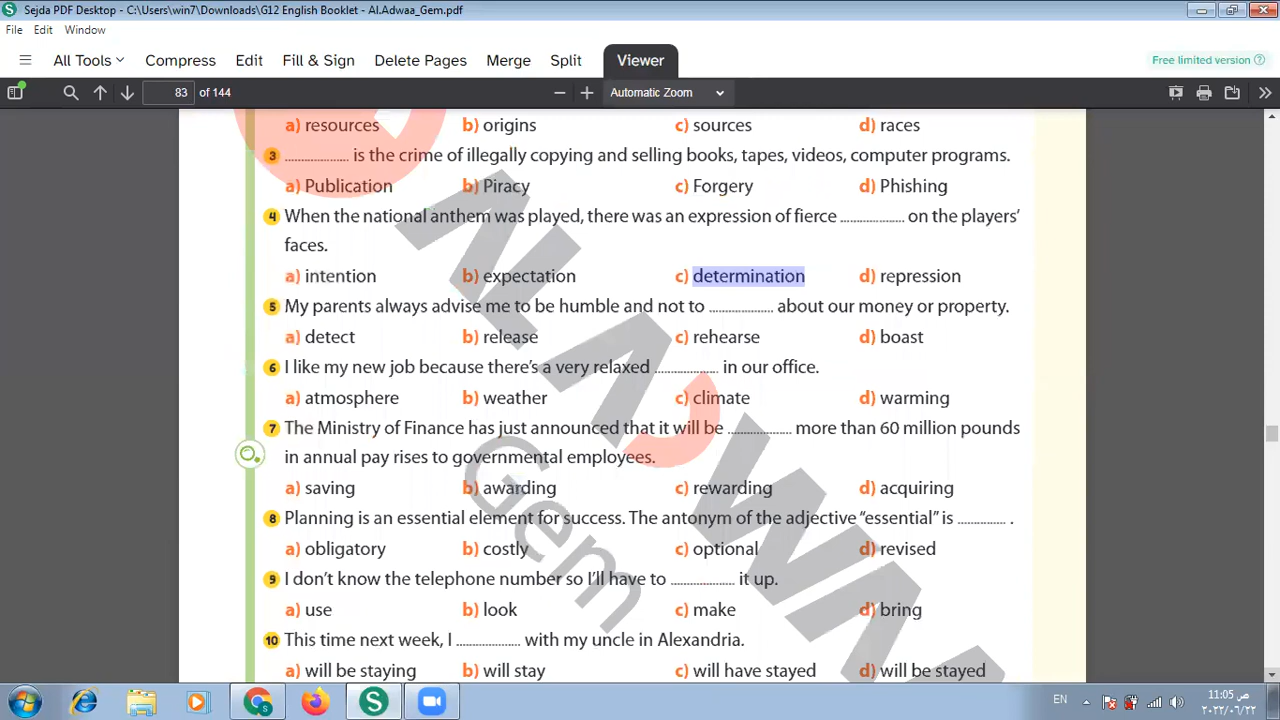 Sejda PDF Desktop - C:\Users\win7\Downloads\G12 English Booklet - Al.Adwaa_Gem.pdf
File Edit Window
All Tools Compress Edit Fill & Sign Delete Pages Merge Split Viewer Free limited version
83 of 144 Automatic Zoom
a) resources b) origins c) sources d) races
3 .................... is the crime of illegally copying and selling books, tapes, videos, computer programs.
a) Publication b) Piracy c) Forgery d) Phishing
4 When the national anthem was played, there was an expression of fierce .................... on the players’
faces.
a) intention b) expectation c) determination d) repression
5 My parents always advise me to be humble and not to .................... about our money or property.
a) detect b) release c) rehearse d) boast
6 I like my new job because there’s a very relaxed .................... in our office.
a) atmosphere b) weather c) climate d) warming
7 The Ministry of Finance has just announced that it will be .................... more than 60 million pounds
in annual pay rises to governmental employees.
a) saving b) awarding c) rewarding d) acquiring
8 Planning is an essential element for success. The antonym of the adjective “essential” is ............... .
a) obligatory b) costly c) optional d) revised
9 I don’t know the telephone number so I’ll have to .................... it up.
a) use b) look c) make d) bring
10 This time next week, I .................... with my uncle in Alexandria.
a) will be staying b) will stay c) will have stayed d) will be stayed
ALADWAA
Gem
EN 11:05 ص
٢٠٢٢/٠٦/٢٢